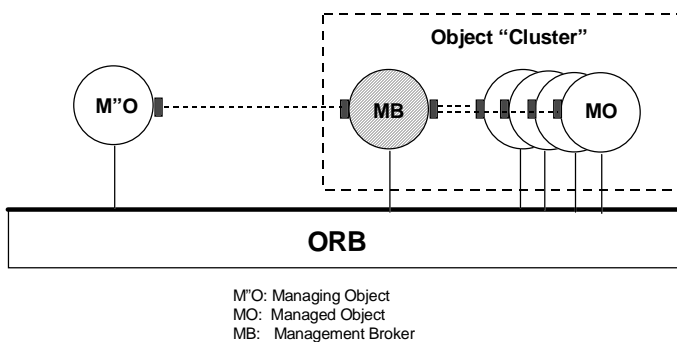 Object “Cluster”
M”O
MB
MO
ORB
M”O: Managing Object
MO: Managed Object
MB: Management Broker